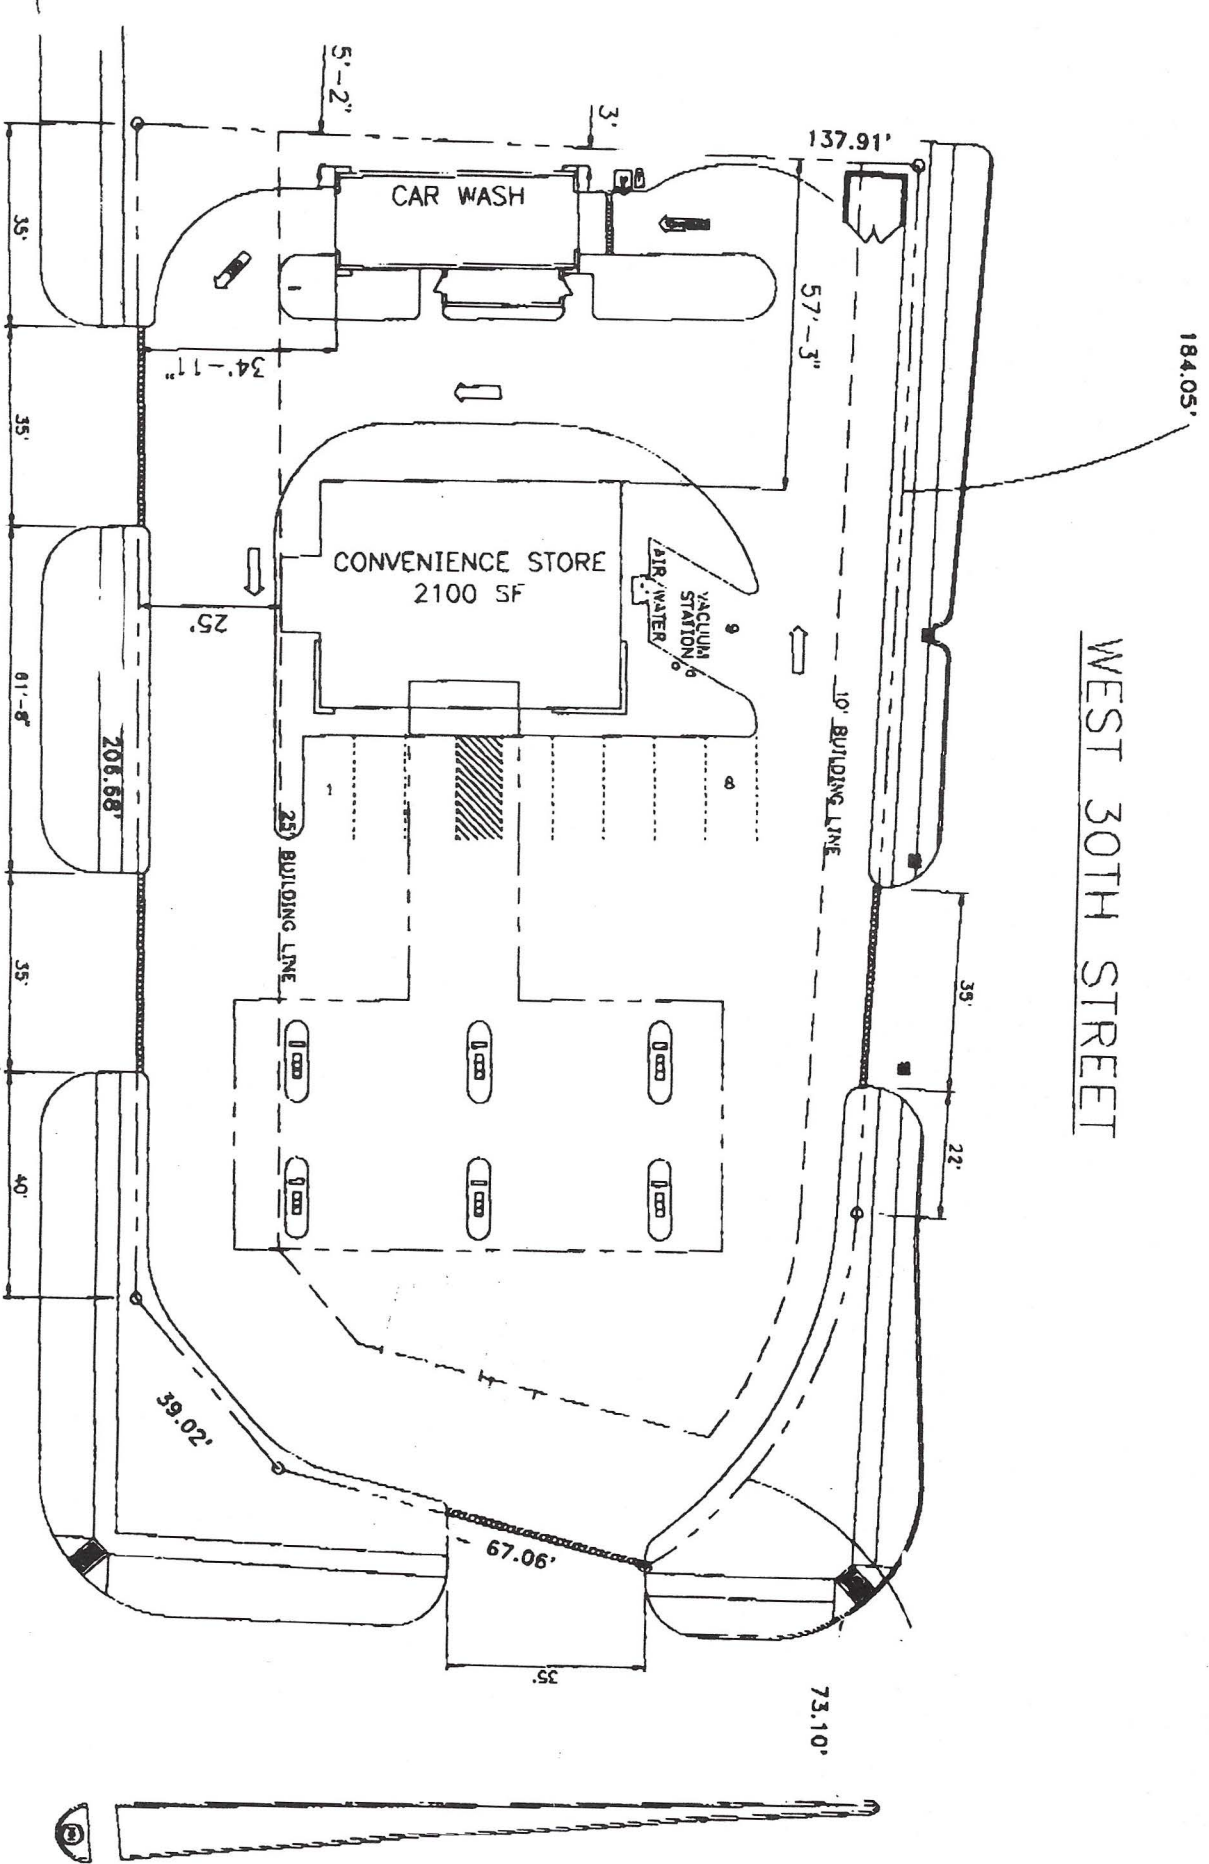 184.05'
WEST 30TH STREET
137.91'
5'-2"
3'
CAR WASH
57'-3"
34'-11"
35'
35'
61'-8"
35'
40'
CONVENIENCE STORE
2100 SF
AIR/WATER
VACUUM
STATION
9
25'
206.68'
10' BUILDING LINE
1
8
25' BUILDING LINE
35'
22'
39.02'
67.06'
35'
73.10'